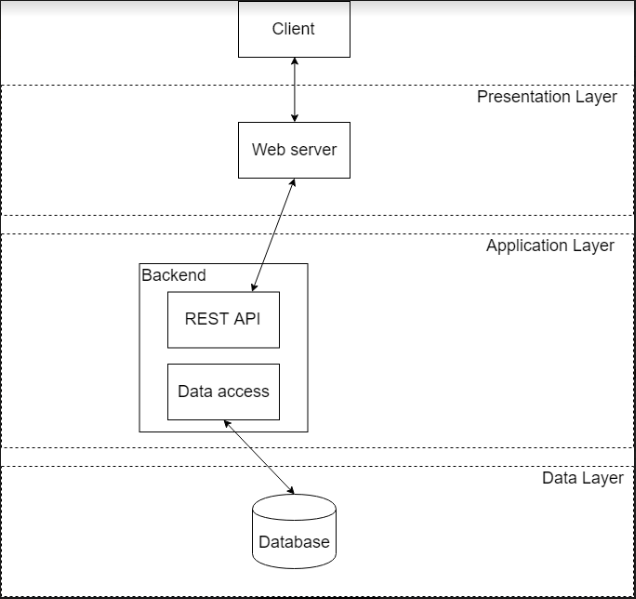 Client
Presentation Layer
Web server
Application Layer
Backend
REST API
Data access
Data Layer
Database